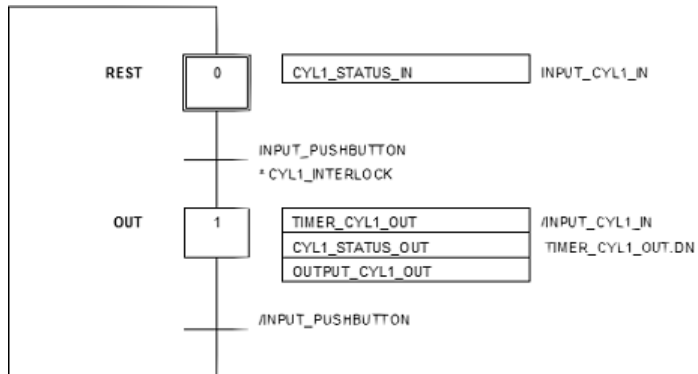 REST 0 CYL1_STATUS_IN INPUT_CYL1_IN
INPUT_PUSHBUTTON
* CYL1_INTERLOCK
OUT 1 TIMER_CYL1_OUT /INPUT_CYL1_IN
CYL1_STATUS_OUT TIMER_CYL1_OUT.DN
OUTPUT_CYL1_OUT
/INPUT_PUSHBUTTON